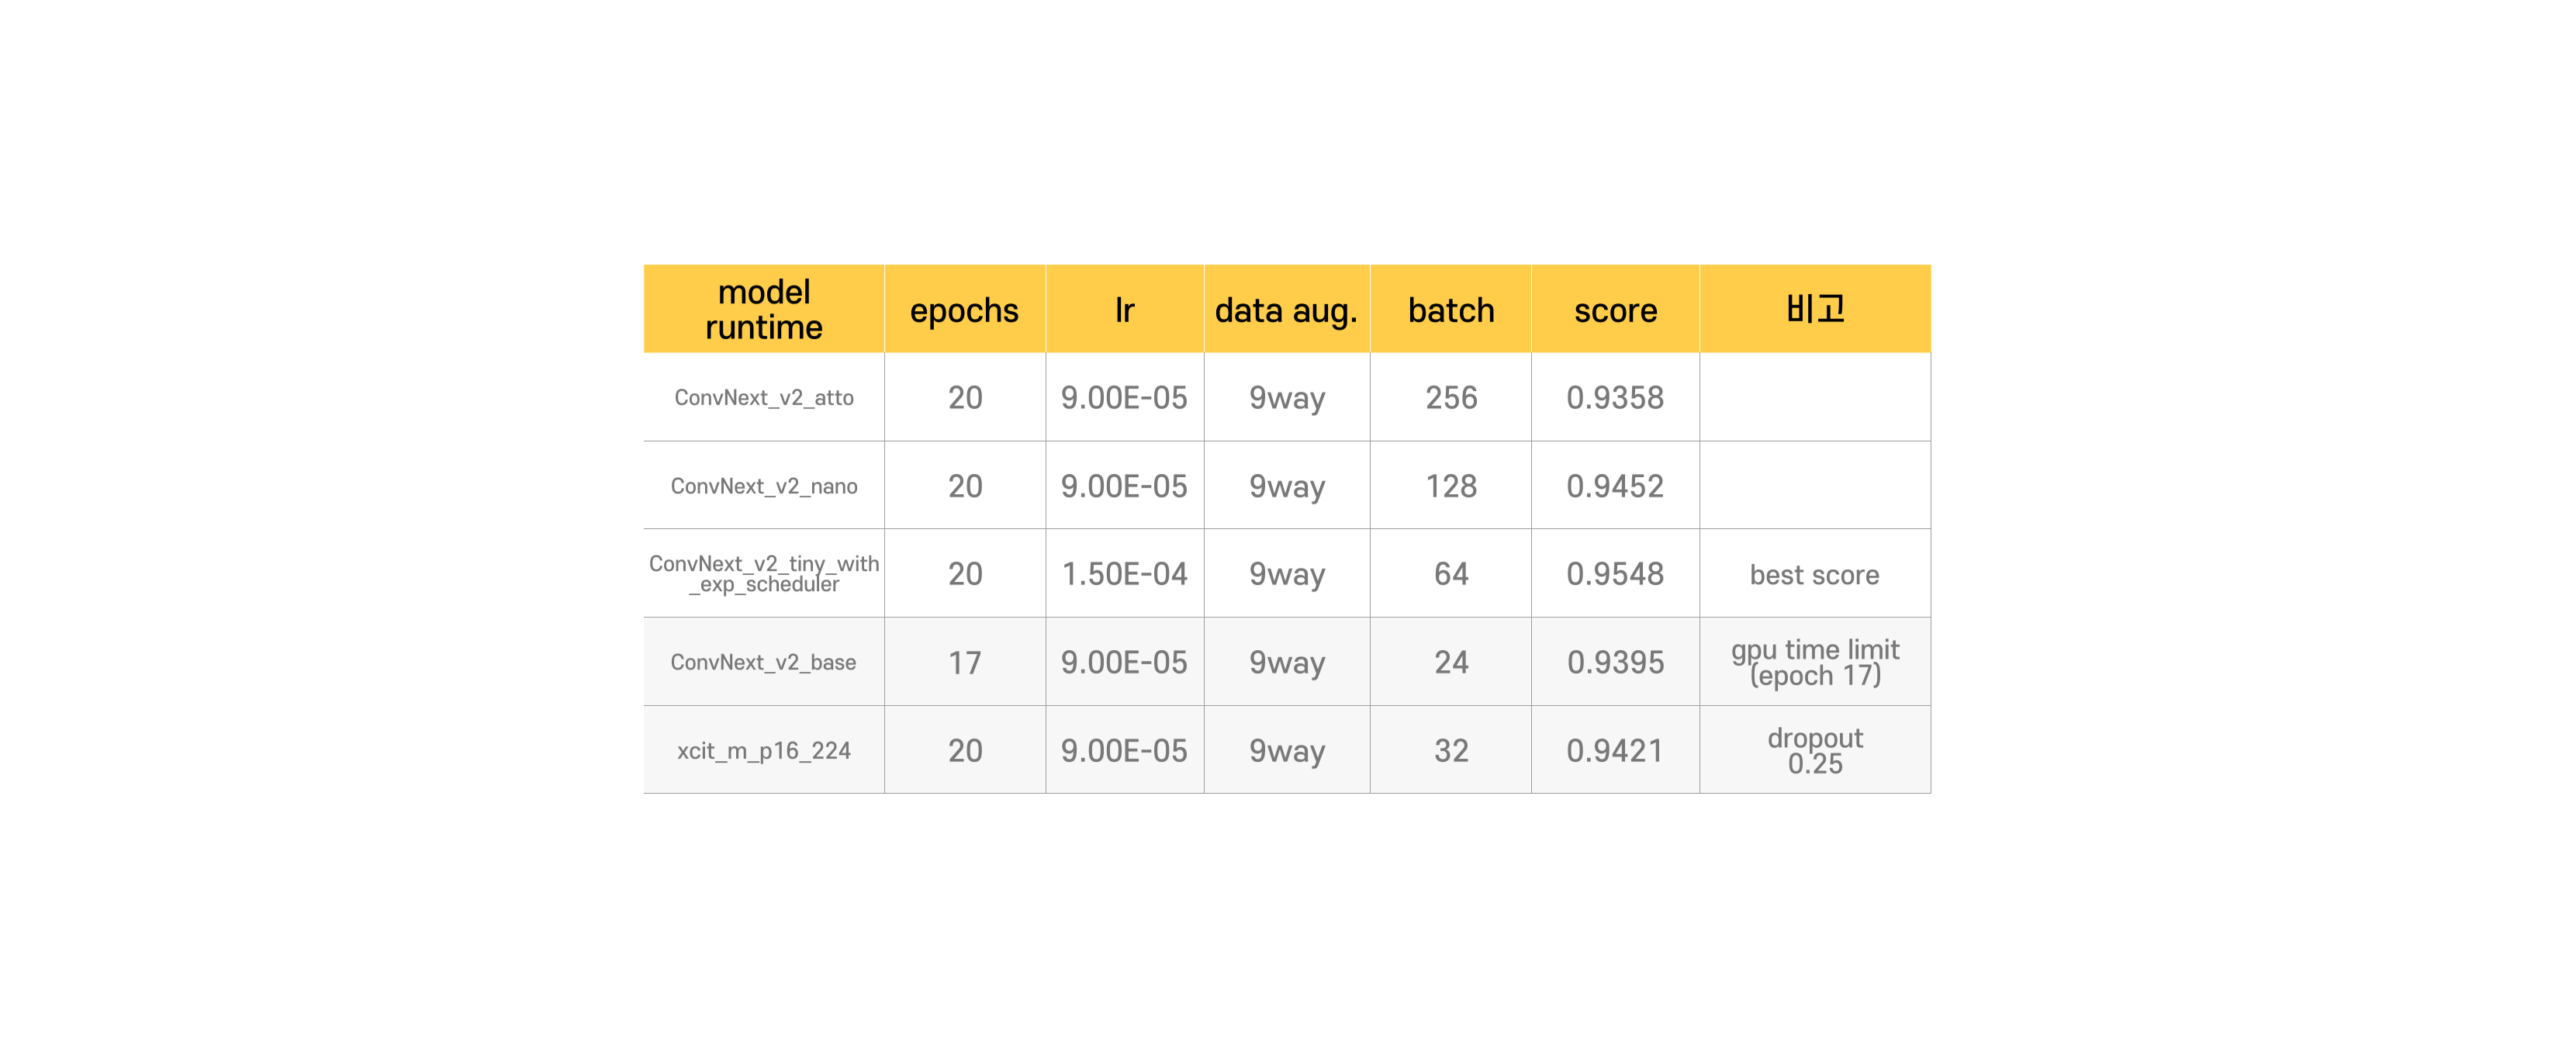 model runtime epochs lr data aug. batch score 비고
ConvNext_v2_atto 20 9.00E-05 9way 256 0.9358
ConvNext_v2_nano 20 9.00E-05 9way 128 0.9452
ConvNext_v2_tiny_with_exp_scheduler 20 1.50E-04 9way 64 0.9548 best score
ConvNext_v2_base 17 9.00E-05 9way 24 0.9395 gpu time limit (epoch 17)
xcit_m_p16_224 20 9.00E-05 9way 32 0.9421 dropout 0.25